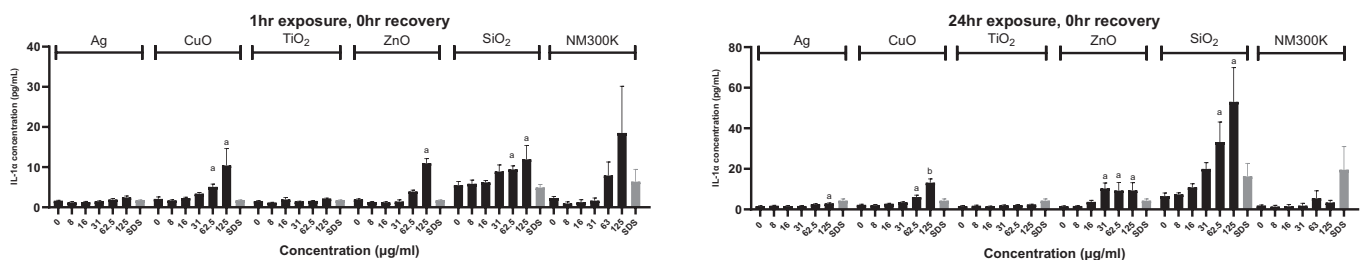 1hr exposure, 0hr recovery
Ag CuO TiO2 ZnO SiO2 NM300K
IL-1α concentration (pg/mL)
40
30
20
10
0
a a a a a
0 8 16 31 62.5 125 SDS 0 8 16 31 62.5 125 SDS 0 8 16 31 62.5 125 SDS 0 8 16 31 62.5 125 SDS 0 8 16 31 62.5 125 SDS 0 8 16 31 63 125 SDS
Concentration (µg/ml)
24hr exposure, 0hr recovery
Ag CuO TiO2 ZnO SiO2 NM300K
IL-1α concentration (pg/mL)
80
60
40
20
0
a a b a a a a a
0 8 16 31 62.5 125 SDS 0 8 16 31 62.5 125 SDS 0 8 16 31 62.5 125 SDS 0 8 16 31 62.5 125 SDS 0 8 16 31 62.5 125 SDS 0 8 16 31 63 125 SDS
Concentration (µg/ml)